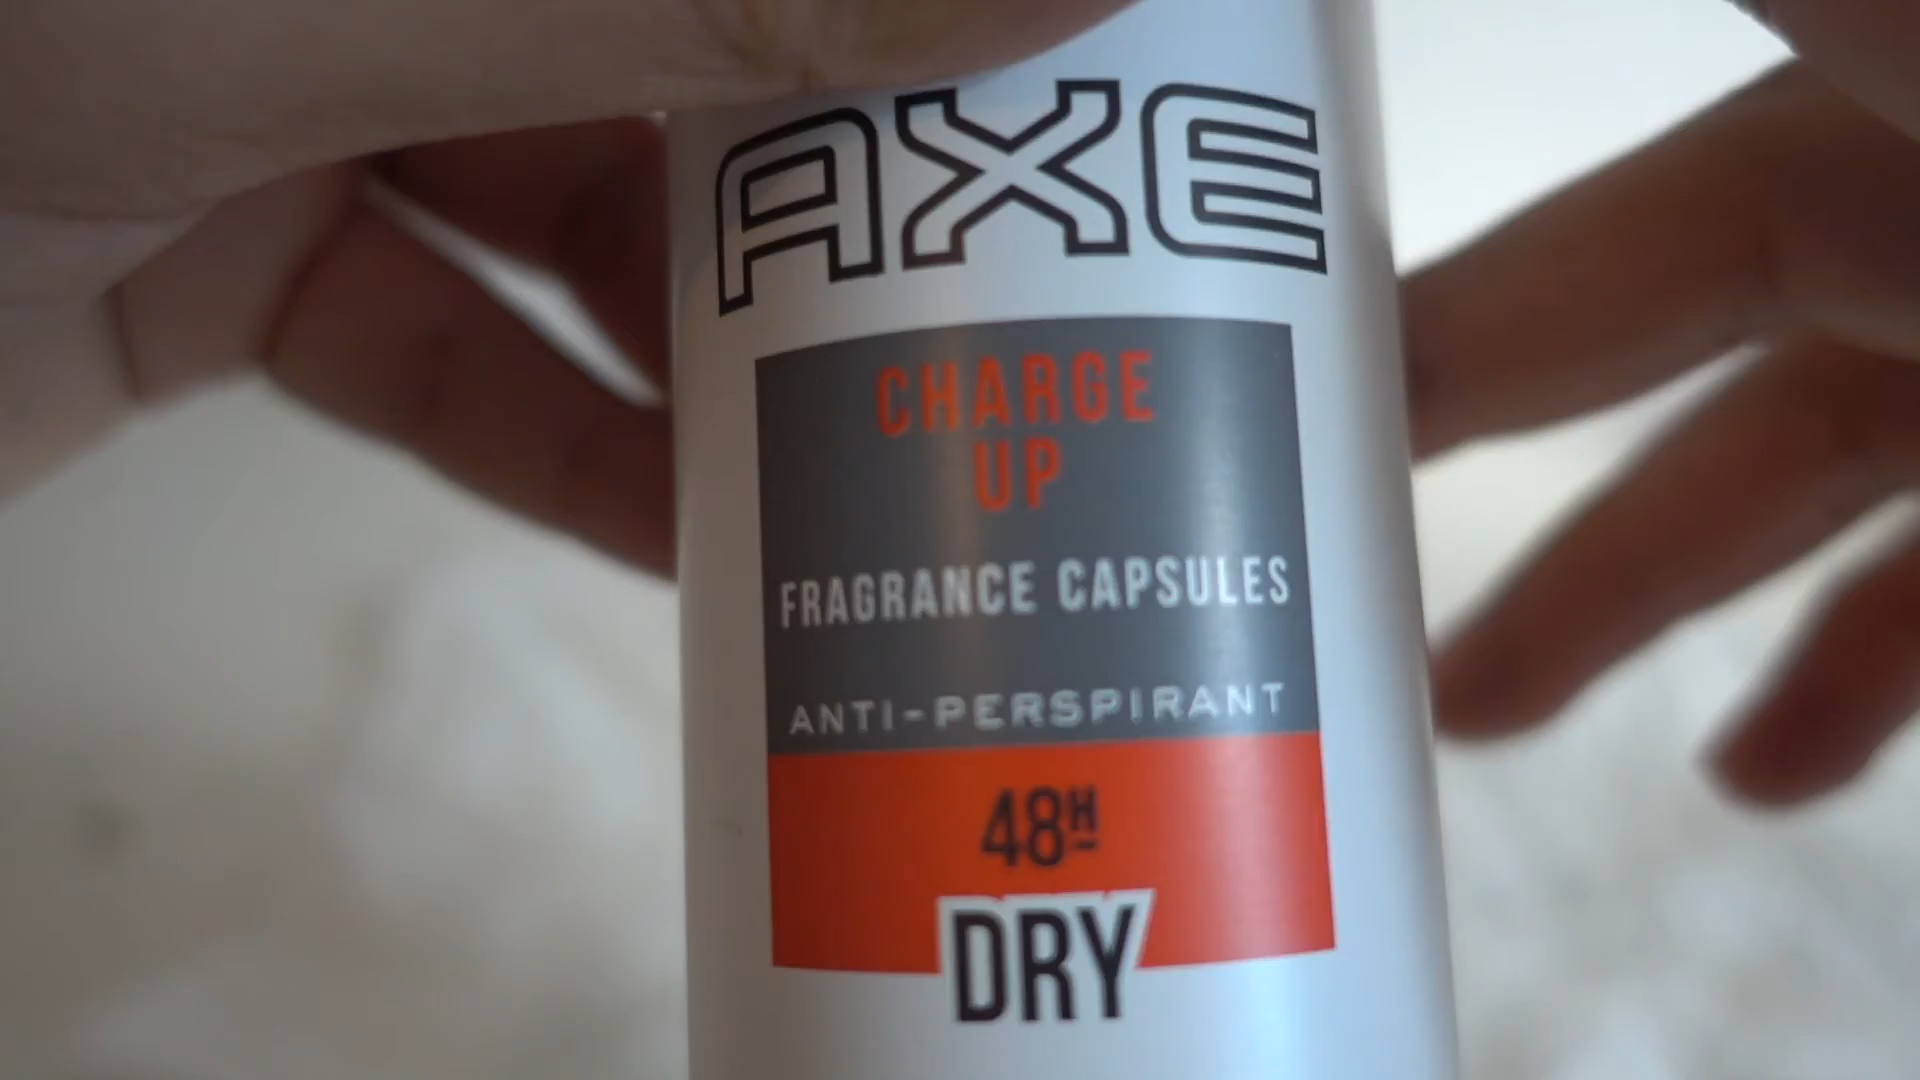 AXE
CHARGE
UP
FRAGRANCE CAPSULES
ANTI-PERSPIRANT
48H
DRY